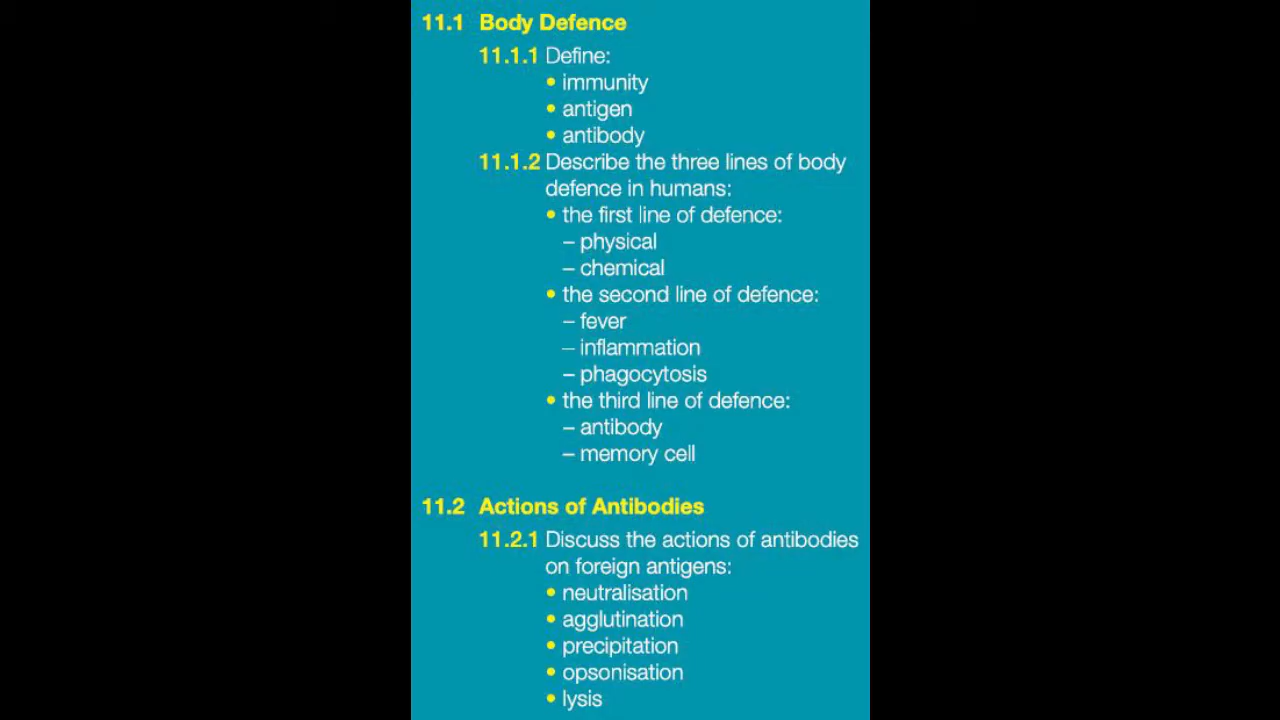 11.1 Body Defence
11.1.1 Define:
• immunity
• antigen
• antibody
11.1.2 Describe the three lines of body
defence in humans:
• the first line of defence:
– physical
– chemical
• the second line of defence:
– fever
– inflammation
– phagocytosis
• the third line of defence:
– antibody
– memory cell
11.2 Actions of Antibodies
11.2.1 Discuss the actions of antibodies
on foreign antigens:
• neutralisation
• agglutination
• precipitation
• opsonisation
• lysis